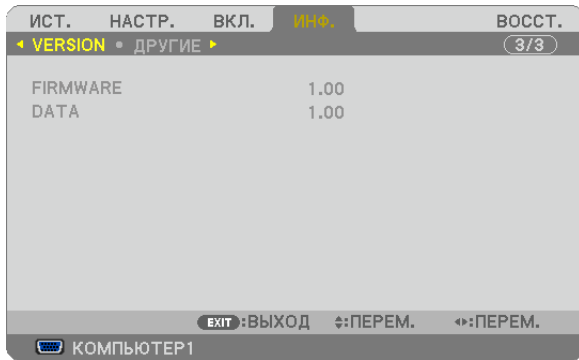 ИСТ. НАСТР. ВКЛ. ИНФ. ВОССТ.
VERSION • ДРУГИЕ 3/3
FIRMWARE 1.00
DATA 1.00
EXIT :ВЫХОД :ПЕРЕМ. :ПЕРЕМ.
КОМПЬЮТЕР1